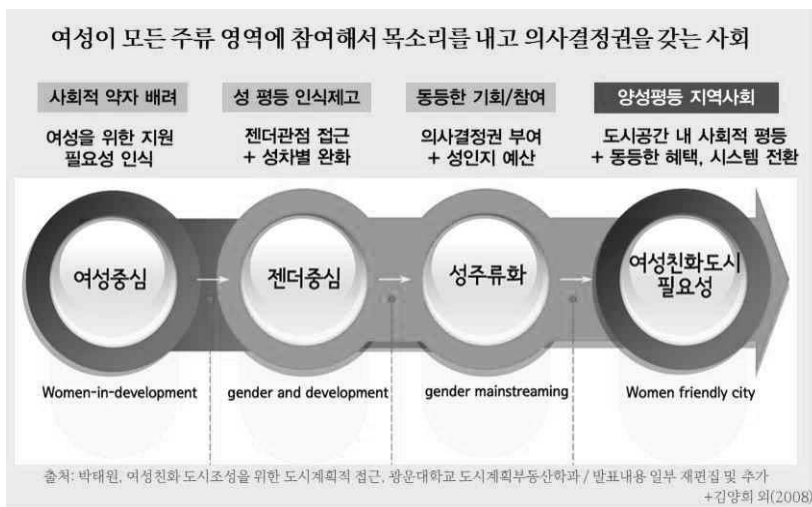 여성이 모든 주류 영역에 참여해서 목소리를 내고 의사결정권을 갖는 사회
사회적 약자 배려
여성을 위한 지원
필요성 인식
성 평등 인식제고
젠더관점 접근
+ 성차별 완화
동등한 기회/참여
의사결정권 부여
+ 성인지 예산
양성평등 지역사회
도시공간 내 사회적 평등
+ 동등한 혜택, 시스템 전환
여성중심
젠더중심
성주류화
여성친화도시
필요성
Women-in-development
gender and development
gender mainstreaming
Women friendly city
출처: 박태원, 여성친화 도시조성을 위한 도시계획적 접근, 광운대학교 도시계획부동산학과 / 발표내용 일부 재편집 및 추가
+김양희 외(2008)